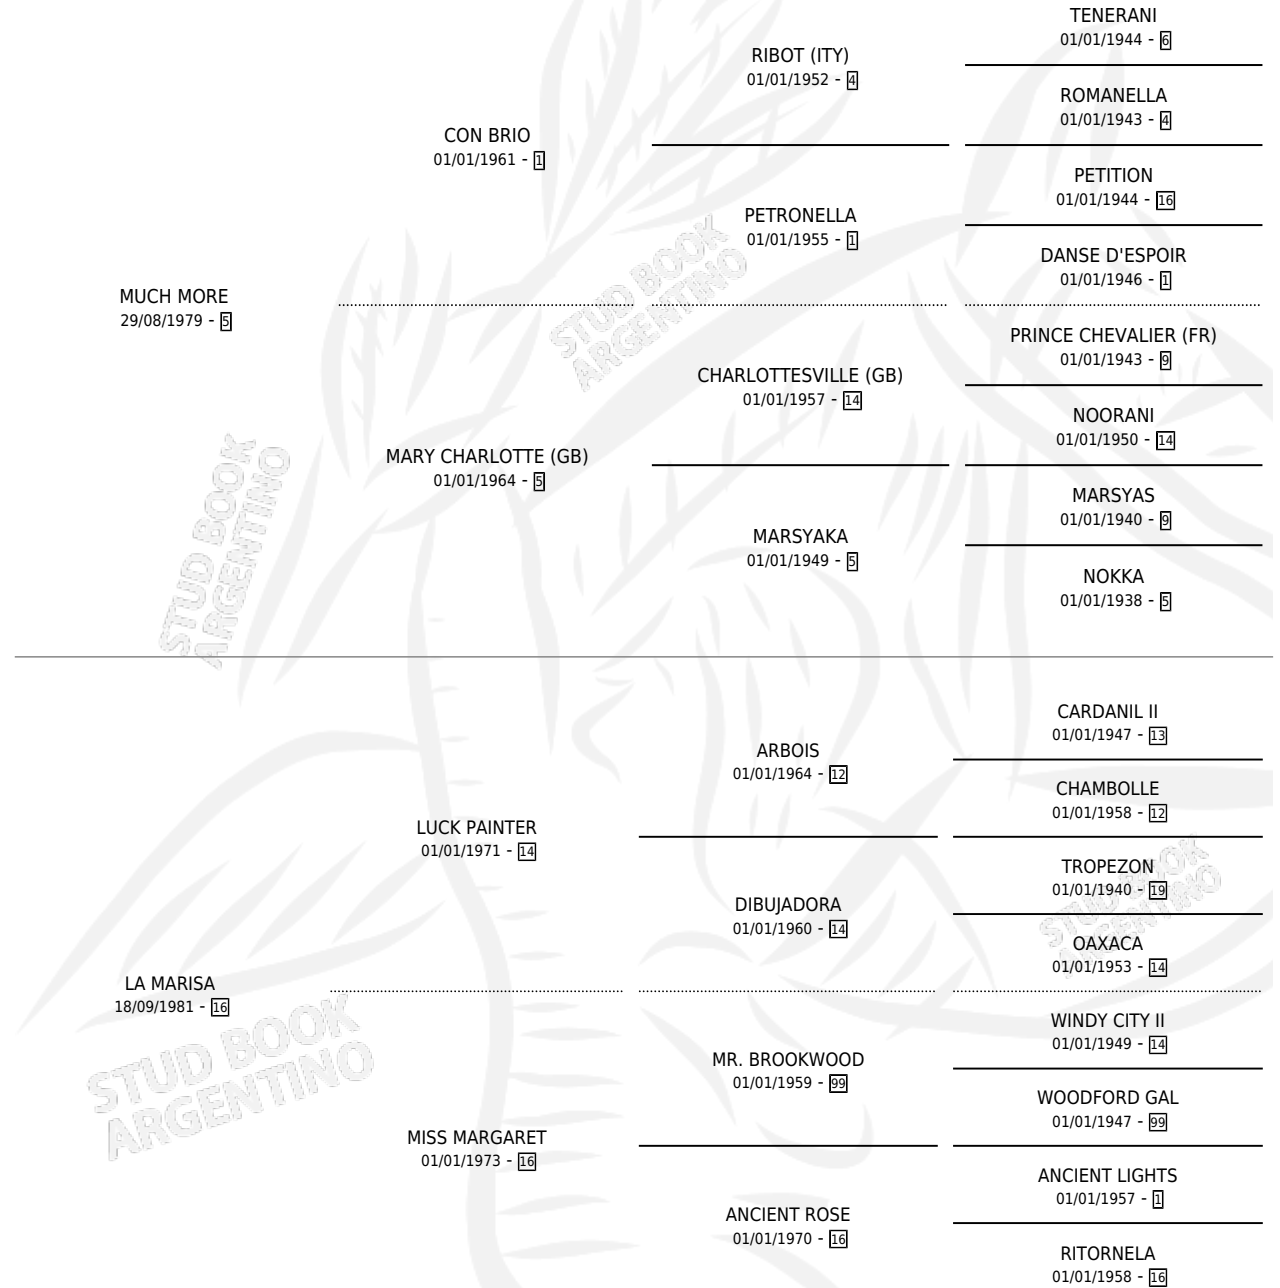 TENERANI
01/01/1944 - 6
RIBOT (ITY)
01/01/1952 - 4
ROMANELLA
01/01/1943 - 4
CON BRIO
01/01/1961 - 1
PETITION
01/01/1944 - 16
PETRONELLA
01/01/1955 - 1
DANSE D'ESPOIR
01/01/1946 - 1
MUCH MORE
29/08/1979 - 5
STUD BOOK
ARGENTINO
PRINCE CHEVALIER (FR)
01/01/1943 - 9
CHARLOTTESVILLE (GB)
01/01/1957 - 14
NOORANI
01/01/1950 - 14
MARY CHARLOTTE (GB)
01/01/1964 - 5
MARSYAS
01/01/1940 - 9
MARSYAKA
01/01/1949 - 5
NOKKA
01/01/1938 - 5
STUD BOOK
ARGENTINO
CARDANIL II
01/01/1947 - 13
ARBOIS
01/01/1964 - 12
CHAMBOLLE
01/01/1958 - 12
LUCK PAINTER
01/01/1971 - 14
TROPEZON
01/01/1940 - 19
DIBUJADORA
01/01/1960 - 14
OAXACA
01/01/1953 - 14
STUD BOOK
ARGENTINO
LA MARISA
18/09/1981 - 16
WINDY CITY II
01/01/1949 - 14
MR. BROOKWOOD
01/01/1959 - 99
WOODFORD GAL
01/01/1947 - 99
STUD BOOK
ARGENTINO
MISS MARGARET
01/01/1973 - 16
ANCIENT LIGHTS
01/01/1957 - 1
ANCIENT ROSE
01/01/1970 - 16
RITORNELA
01/01/1958 - 16